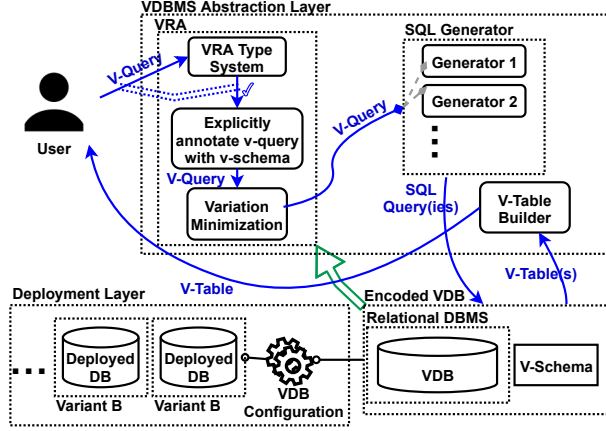 VDBMS Abstraction Layer
VRA
SQL Generator
VRA Type
System
V-Query
Generator 1
Generator 2
User
Explicitly
annotate v-query
with v-schema
V-Query
V-Query
Variation
Minimization
SQL
Query(ies)
V-Table
Builder
V-Table
V-Table(s)
Deployment Layer
Encoded VDB
Relational DBMS
Deployed
DB
Deployed
DB
VDB
V-Schema
Variant B
Variant B
VDB
Configuration